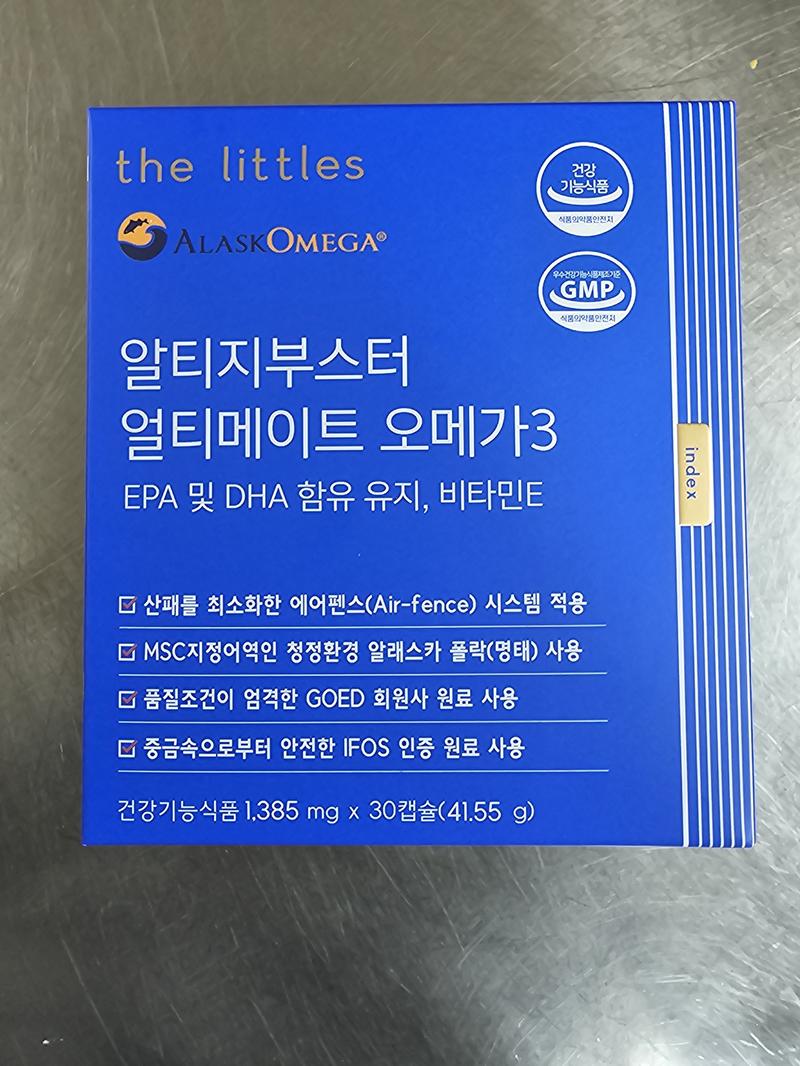 the littles
ALASKOMEGA®
건강
기능식품
식품의약품안전처
우수건강기능식품제조기준
GMP
식품의약품안전처
알티지부스터
얼티메이트 오메가3
EPA 및 DHA 함유 유지, 비타민E
index
산패를 최소화한 에어펜스(Air-fence) 시스템 적용
MSC지정어역인 청정환경 알래스카 폴락(명태) 사용
품질조건이 엄격한 GOED 회원사 원료 사용
중금속으로부터 안전한 IFOS 인증 원료 사용
건강기능식품 1,385 mg x 30캡슐(41.55 g)